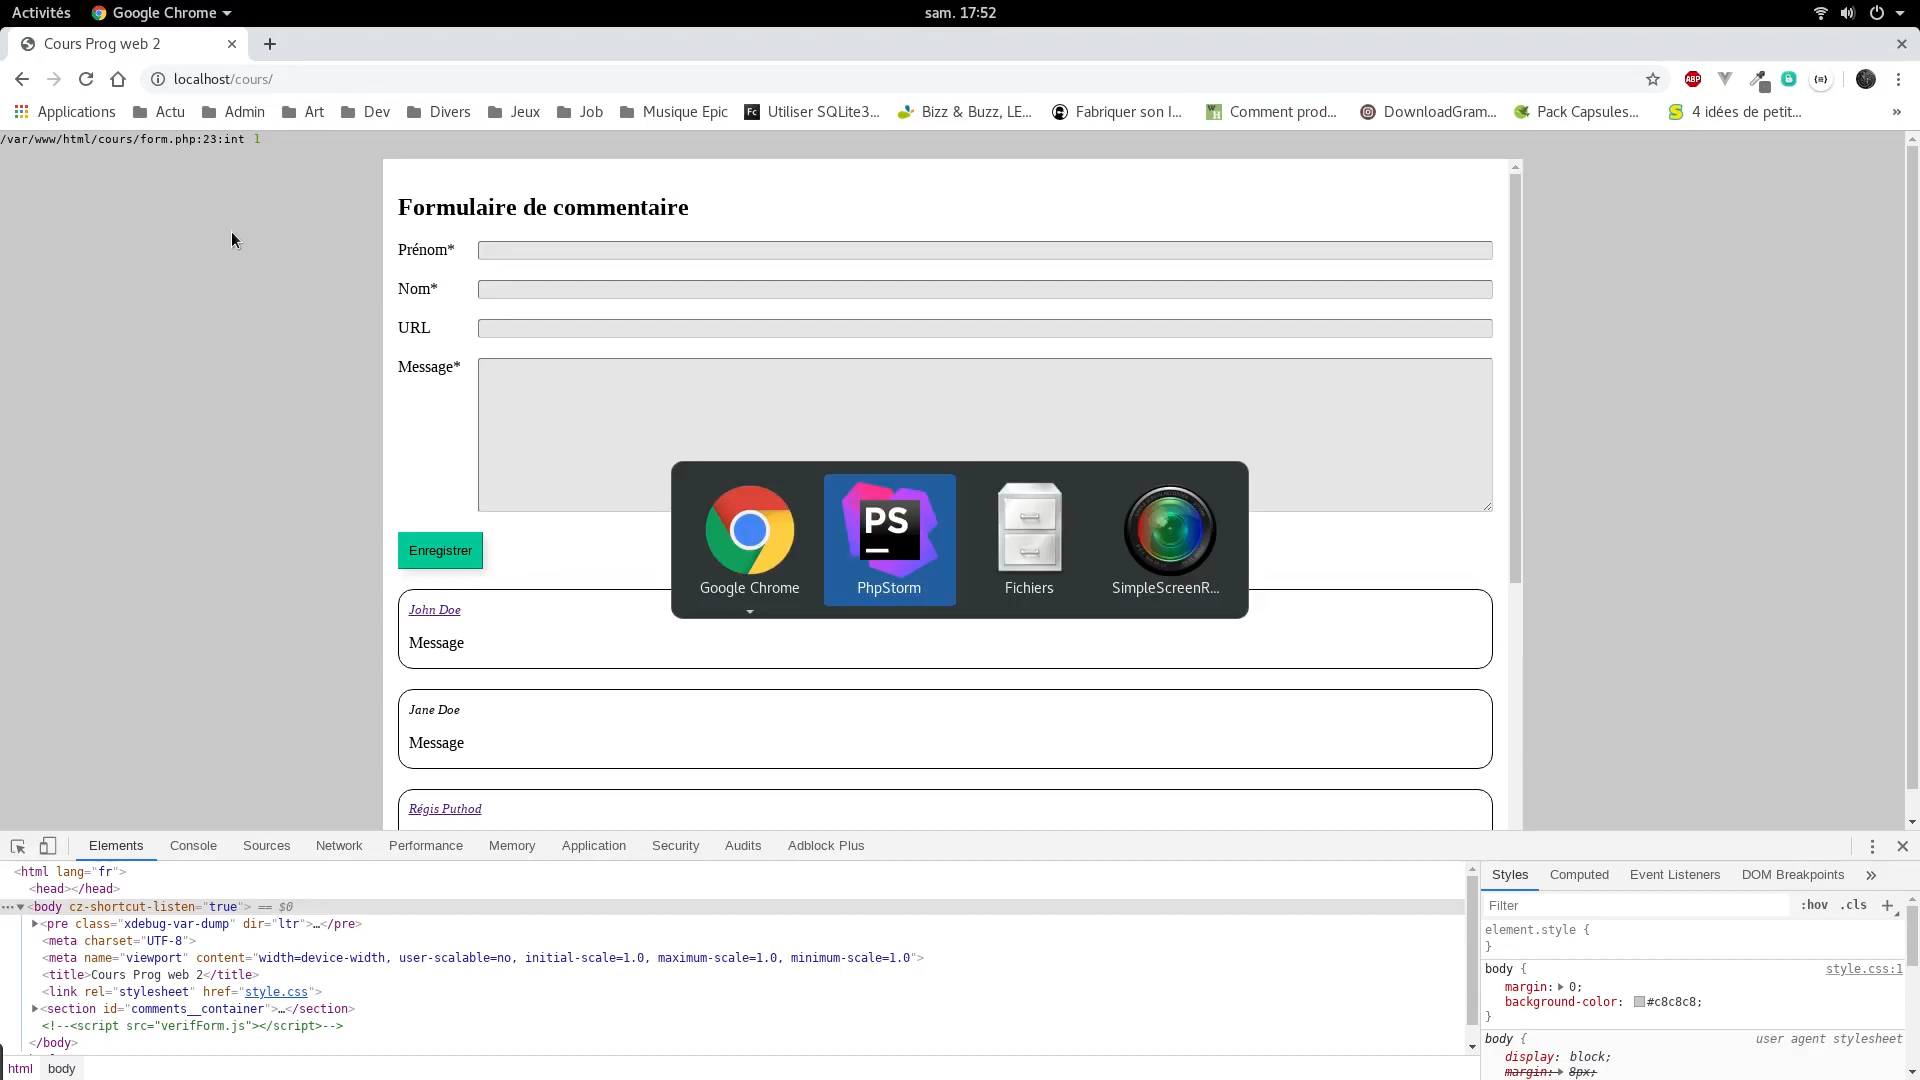 Activités Google Chrome sam. 17:52
Cours Prog web 2
localhost/cours/
ABP
Applications Actu Admin Art Dev Divers Jeux Job Musique Epic Utiliser SQLite3... Bizz & Buzz, LE... Fabriquer son I... Comment prod... DownloadGram... Pack Capsules... 4 idées de petit... »
/var/www/html/cours/form.php:23:int 1
Formulaire de commentaire
Prénom*
Nom*
URL
Message*
Enregistrer
PS
Google Chrome PhpStorm Fichiers SimpleScreenR...
John Doe
Message
Jane Doe
Message
Régis Puthod
Elements Console Sources Network Performance Memory Application Security Audits Adblock Plus
<html lang="fr">
<head></head>
<body cz-shortcut-listen="true"> == $0
<pre class="xdebug-var-dump" dir="ltr">…</pre>
<meta charset="UTF-8">
<meta name="viewport" content="width=device-width, user-scalable=no, initial-scale=1.0, maximum-scale=1.0, minimum-scale=1.0">
<title>Cours Prog web 2</title>
<link rel="stylesheet" href="style.css">
<section id="comments__container">…</section>
<!--<script src="verifForm.js"></script>-->
</body>
html body
Styles Computed Event Listeners DOM Breakpoints »
Filter :hov .cls +
element.style {
}
body { style.css:1
margin: 0;
background-color: #c8c8c8;
}
body { user agent stylesheet
display: block;
margin: 8px;